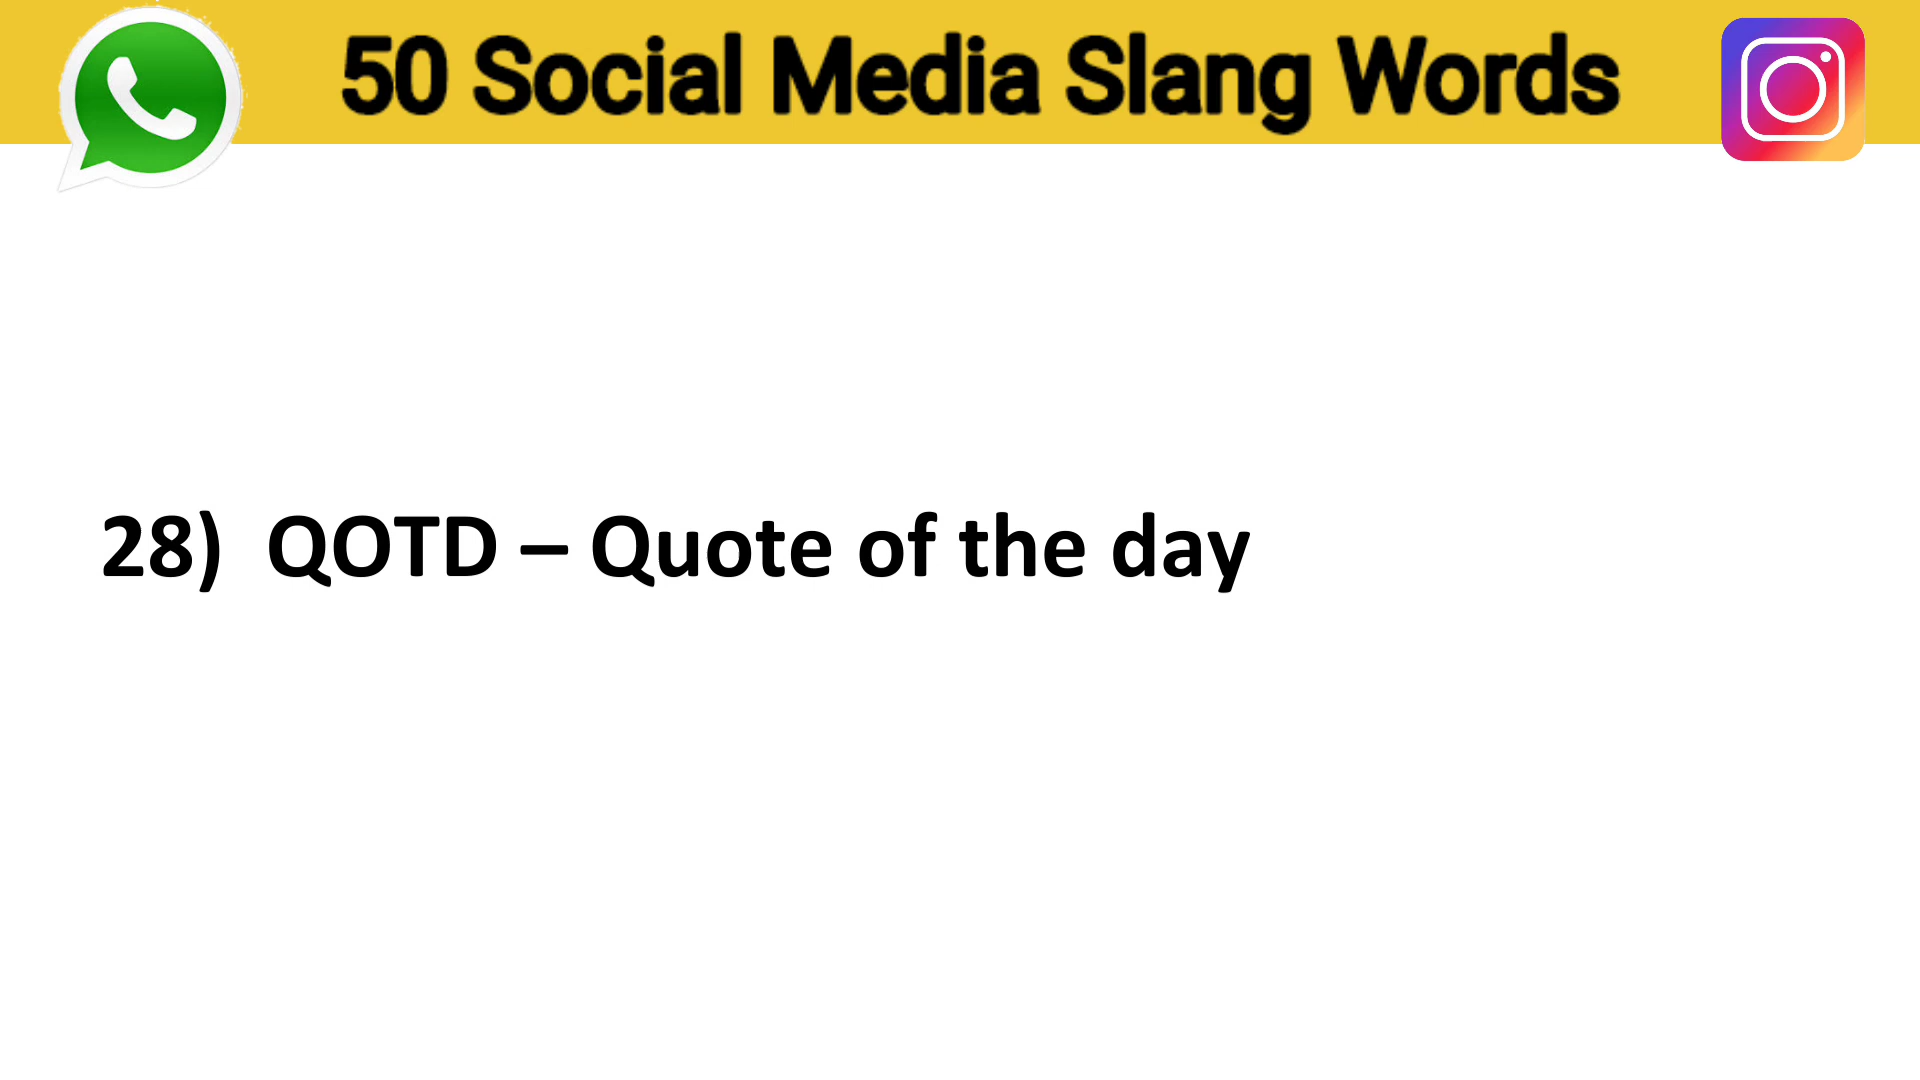 50 Social Media Slang Words
28) QOTD – Quote of the day